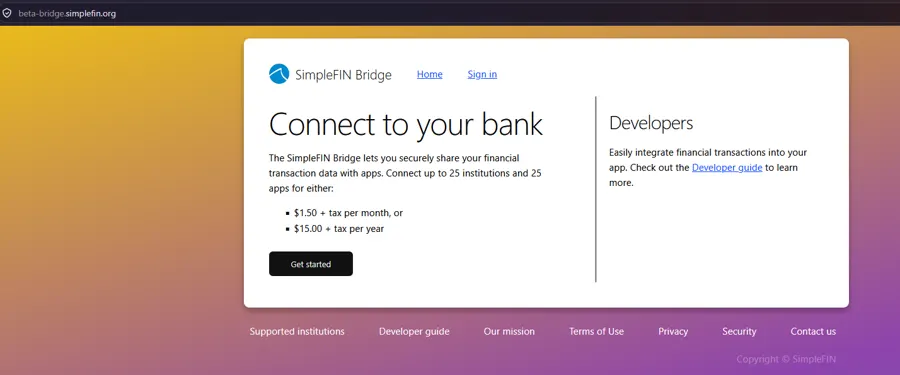 beta-bridge.simplefin.org
SimpleFIN Bridge Home Sign in
Connect to your bank
The SimpleFIN Bridge lets you securely share your financial
transaction data with apps. Connect up to 25 institutions and 25
apps for either:
$1.50 + tax per month, or
$15.00 + tax per year
Get started
Developers
Easily integrate financial transactions into your
app. Check out the Developer guide to learn
more.
Supported institutions Developer guide Our mission Terms of Use Privacy Security Contact us
Copyright © SimpleFIN